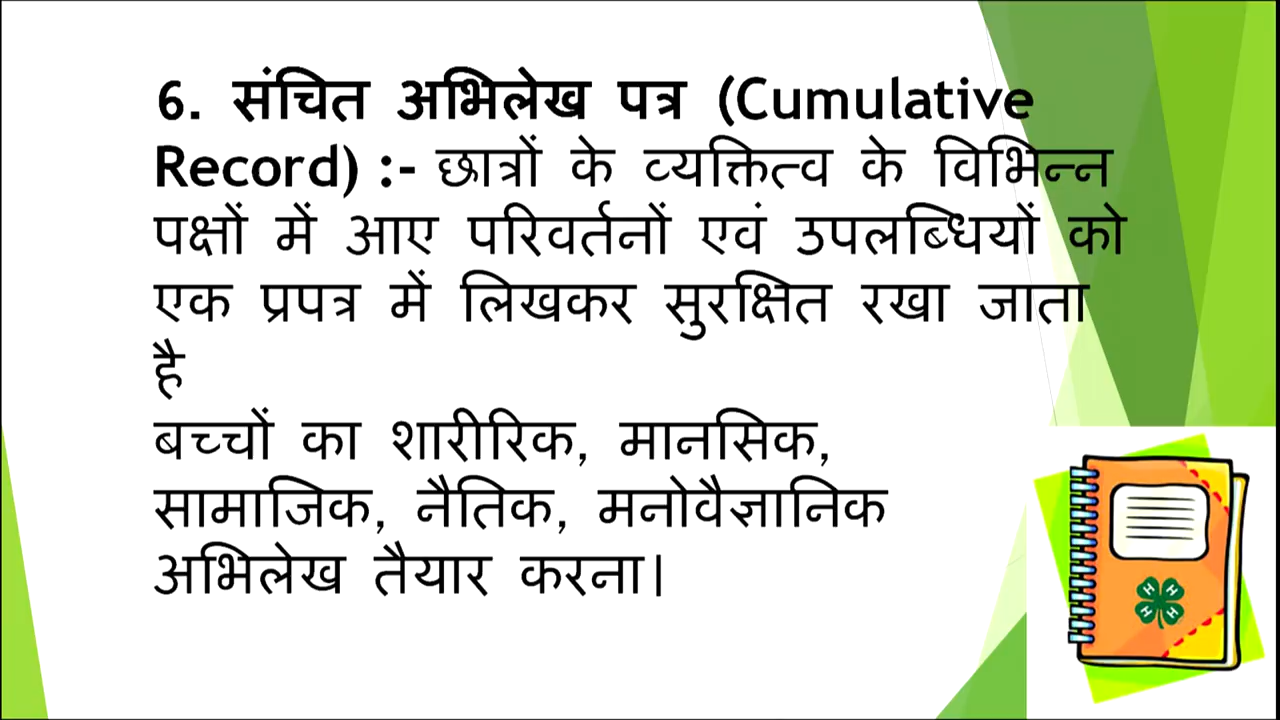 6. संचित अभिलेख पत्र (Cumulative
Record) :- छात्रों के व्यक्तित्व के विभिन्न
पक्षों में आए परिवर्तनों एवं उपलब्धियों को
एक प्रपत्र में लिखकर सुरक्षित रखा जाता
है
बच्चों का शारीरिक, मानसिक,
सामाजिक, नैतिक, मनोवैज्ञानिक
अभिलेख तैयार करना।
H H
H H